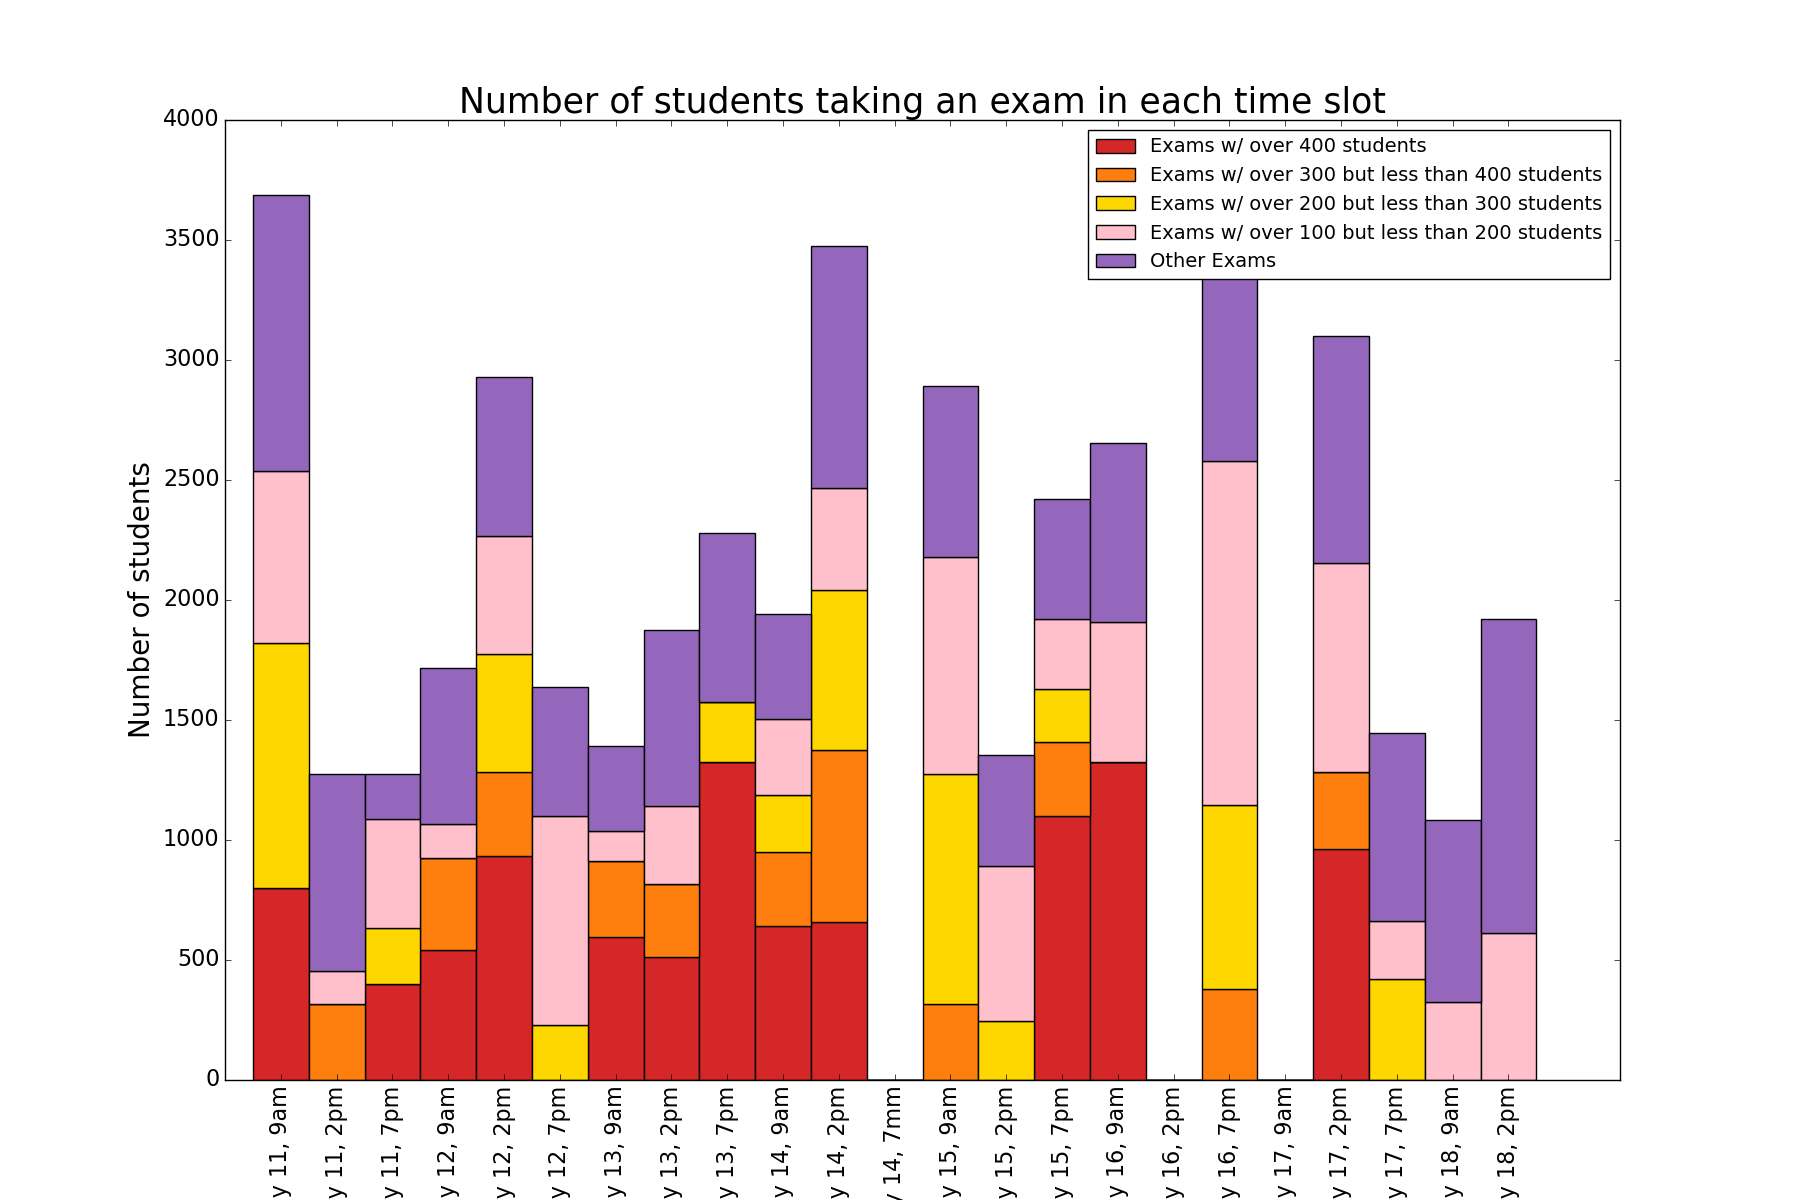 Number of students taking an exam in each time slot
Exams w/ over 400 students
Exams w/ over 300 but less than 400 students
Exams w/ over 200 but less than 300 students
Exams w/ over 100 but less than 200 students
Other Exams
Number of students
4000
3500
3000
2500
2000
1500
1000
500
0
y 11, 9am
y 11, 2pm
y 11, 7pm
y 12, 9am
y 12, 2pm
y 12, 7pm
y 13, 9am
y 13, 2pm
y 13, 7pm
y 14, 9am
y 14, 2pm
y 14, 7mm
y 15, 9am
y 15, 2pm
y 15, 7pm
y 16, 9am
y 16, 2pm
y 16, 7pm
y 17, 9am
y 17, 2pm
y 17, 7pm
y 18, 9am
y 18, 2pm